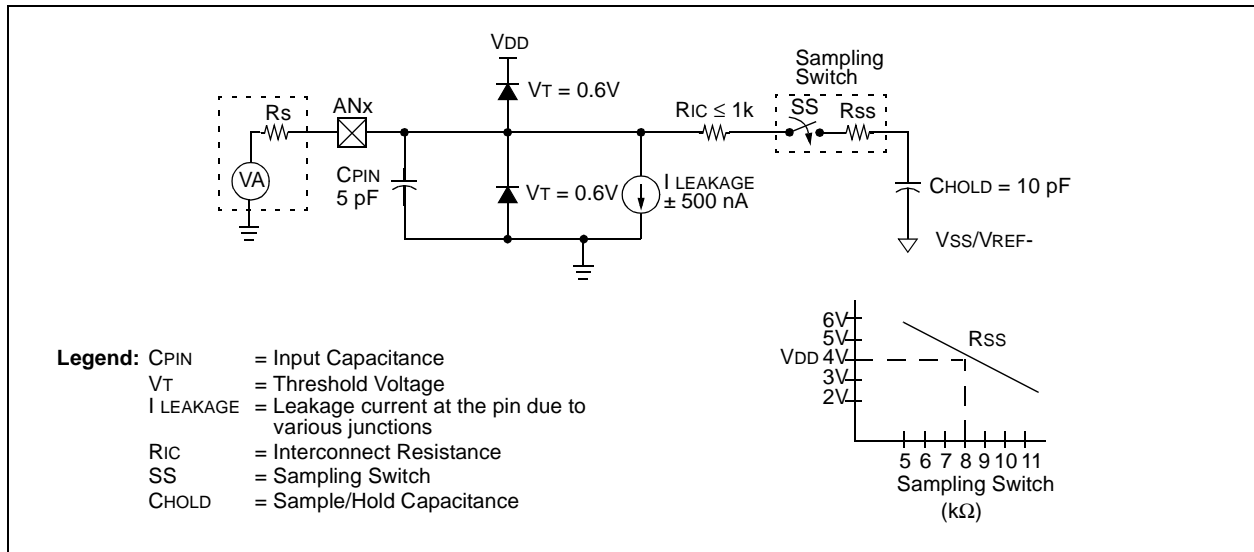 VDD
Sampling
Switch
VT = 0.6V
Rs
ANx
RIC ≤ 1k
SS
RSS
VA
CPIN
5 pF
VT = 0.6V
I LEAKAGE
± 500 nA
CHOLD = 10 pF
VSS/VREF-
Legend: CPIN = Input Capacitance
VT = Threshold Voltage
I LEAKAGE = Leakage current at the pin due to
various junctions
RIC = Interconnect Resistance
SS = Sampling Switch
CHOLD = Sample/Hold Capacitance
6V
5V
VDD 4V
3V
2V
RSS
5 6 7 8 9 10 11
Sampling Switch
(kΩ)